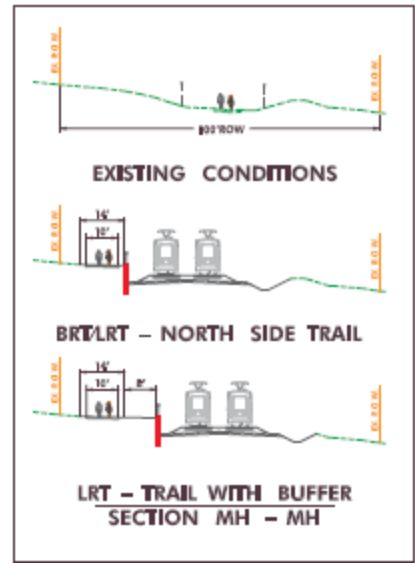 EX ROW
EX ROW
100' ROW
EXISTING CONDITIONS
EX ROW
14'
10'
EX ROW
BRT/LRT – NORTH SIDE TRAIL
EX ROW
14'
10'
8'
EX ROW
LRT – TRAIL WITH BUFFER
SECTION MH – MH